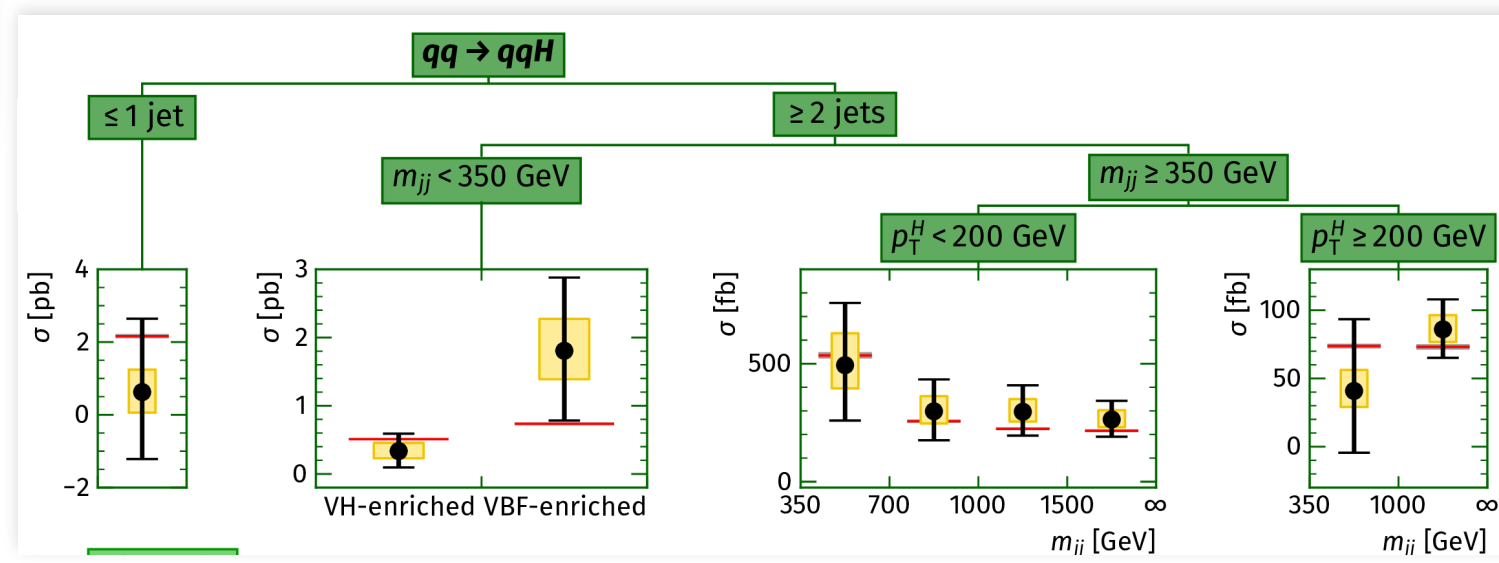 qq → qqH
≤ 1 jet
≥ 2 jets
m_jj < 350 GeV
m_jj ≥ 350 GeV
p_T^H < 200 GeV
p_T^H ≥ 200 GeV
σ [pb]
4
2
0
−2
σ [pb]
3
2
1
0
VH-enriched VBF-enriched
σ [fb]
500
0
350 700 1000 1500 ∞
m_jj [GeV]
σ [fb]
100
50
0
350 1000 ∞
m_jj [GeV]